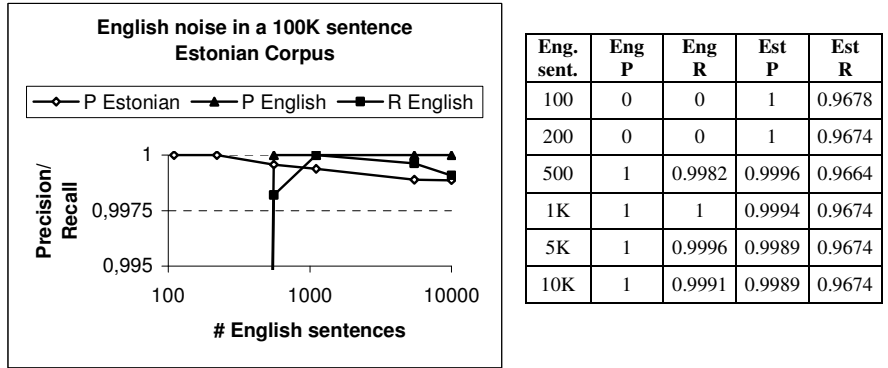 English noise in a 100K sentence
Estonian Corpus
P Estonian P English R English
Precision/
Recall
1
0,9975
0,995
100 1000 10000
# English sentences
Eng. sent. Eng P Eng R Est P Est R
100 0 0 1 0.9678
200 0 0 1 0.9674
500 1 0.9982 0.9996 0.9664
1K 1 1 0.9994 0.9674
5K 1 0.9996 0.9989 0.9674
10K 1 0.9991 0.9989 0.9674